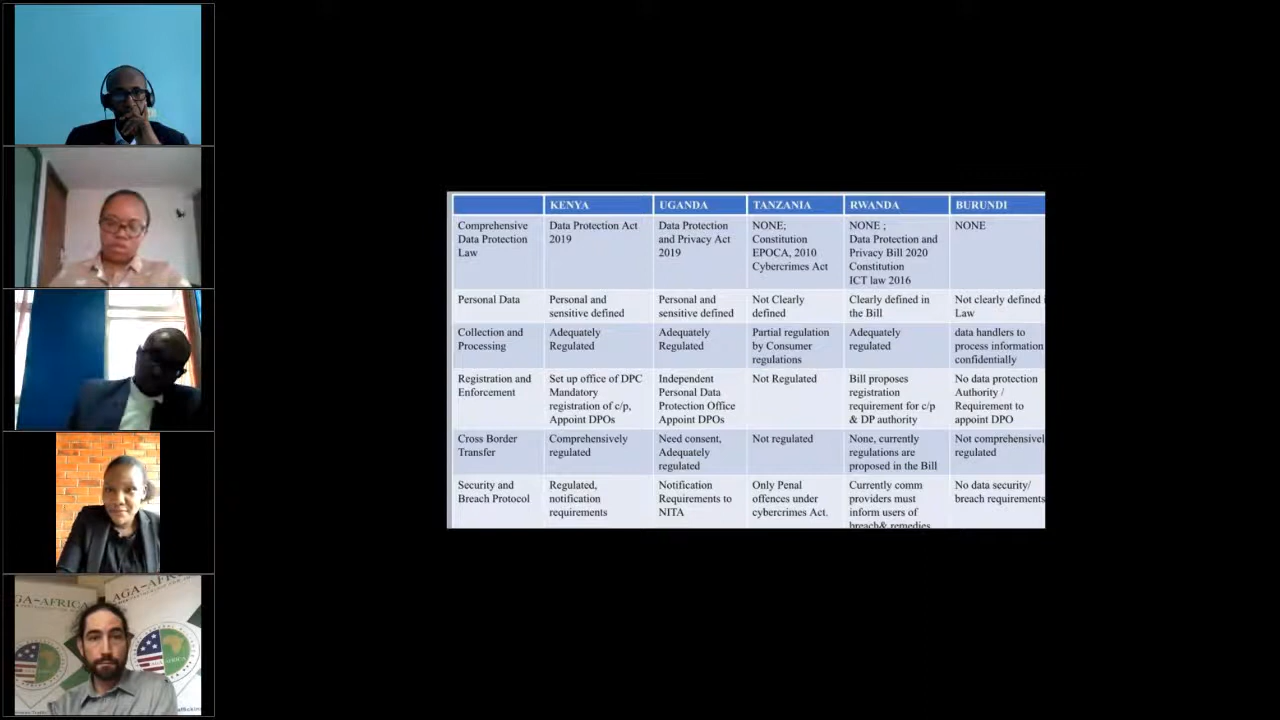 KENYA
UGANDA
TANZANIA
RWANDA
BURUNDI
Comprehensive
Data Protection
Law
Data Protection Act
2019
Data Protection
and Privacy Act
2019
NONE;
Constitution
EPOCA, 2010
Cybercrimes Act
NONE ;
Data Protection and
Privacy Bill 2020
Constitution
ICT law 2016
NONE
Personal Data
Personal and
sensitive defined
Personal and
sensitive defined
Not Clearly
defined
Clearly defined in
the Bill
Not clearly defined
Law
Collection and
Processing
Adequately
Regulated
Adequately
Regulated
Partial regulation
by Consumer
regulations
Adequately
regulated
data handlers to
process information
confidentially
Registration and
Enforcement
Set up office of DPC
Mandatory
registration of c/p,
Appoint DPOs
Independent
Personal Data
Protection Office
Appoint DPOs
Not Regulated
Bill proposes
registration
requirement for c/p
& DP authority
No data protection
Authority /
Requirement to
appoint DPO
Cross Border
Transfer
Comprehensively
regulated
Need consent,
Adequately
regulated
Not regulated
None, currently
regulations are
proposed in the Bill
Not comprehensivel
regulated
Security and
Breach Protocol
Regulated,
notification
requirements
Notification
Requirements to
NITA
Only Penal
offences under
cybercrimes Act.
Currently comm
providers must
inform users of
breach& remedies
No data security/
breach requirements
GA-AFRICA
AGA-AFRICA
AGA AFRICA